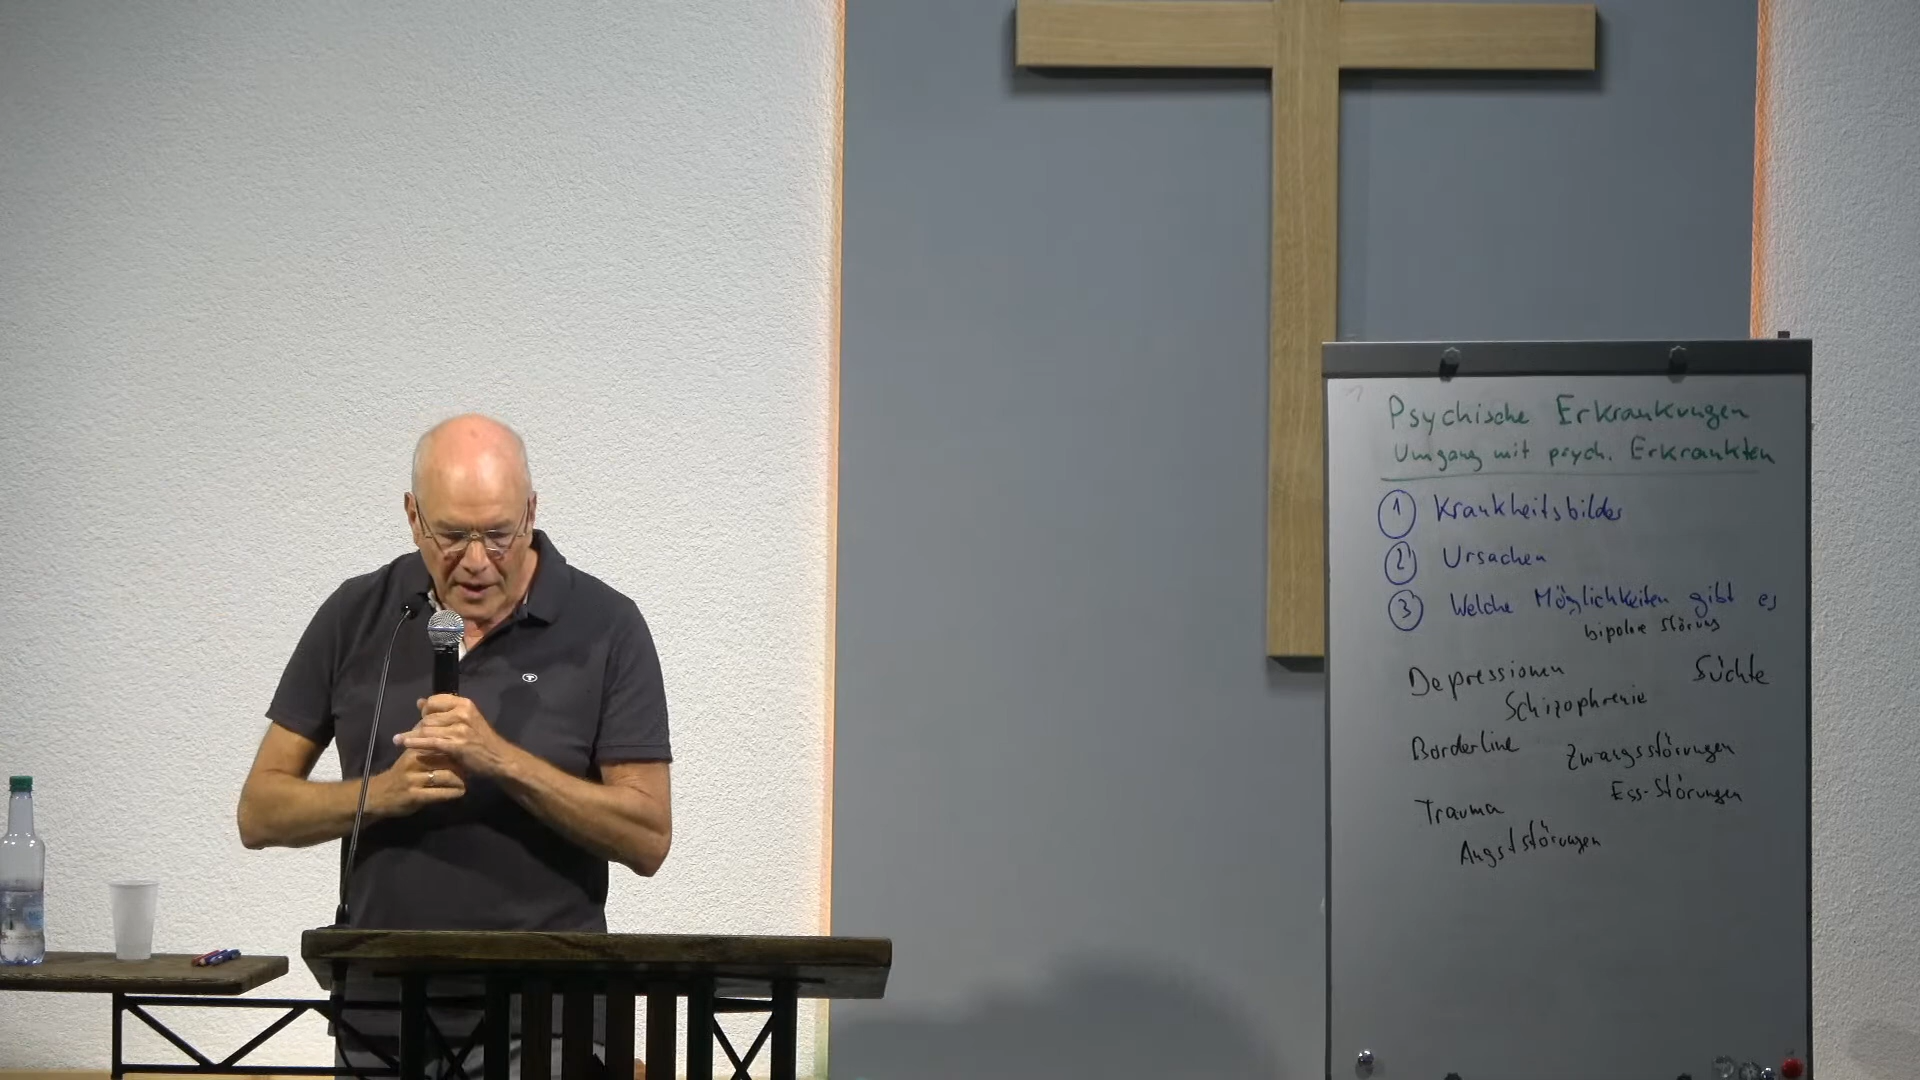 Psychische Erkrankungen
Umgang mit psych. Erkrankten
1 Krankheitsbilder
2 Ursachen
3 Welche Möglichkeiten gibt es
bipolare Störung
Depressionen
Süchte
Schizophrenie
Borderline
Zwangsstörungen
Ess-Störungen
Trauma
Angststörungen